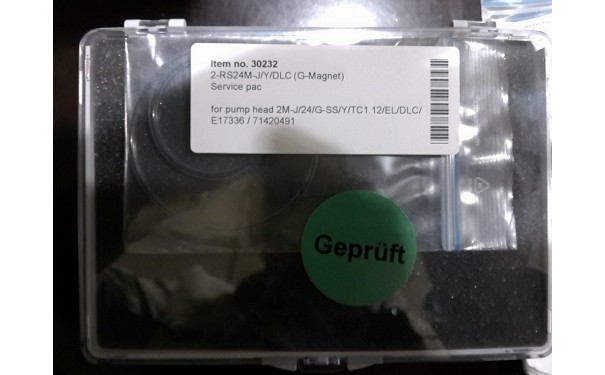 Item no. 30232
2-RS24M-J/Y/DLC (G-Magnet)
Service pac
for pump head 2M-J/24/G-SS/Y/TC1.12/EL/DLC/
E17336 / 71420491
Geprüft